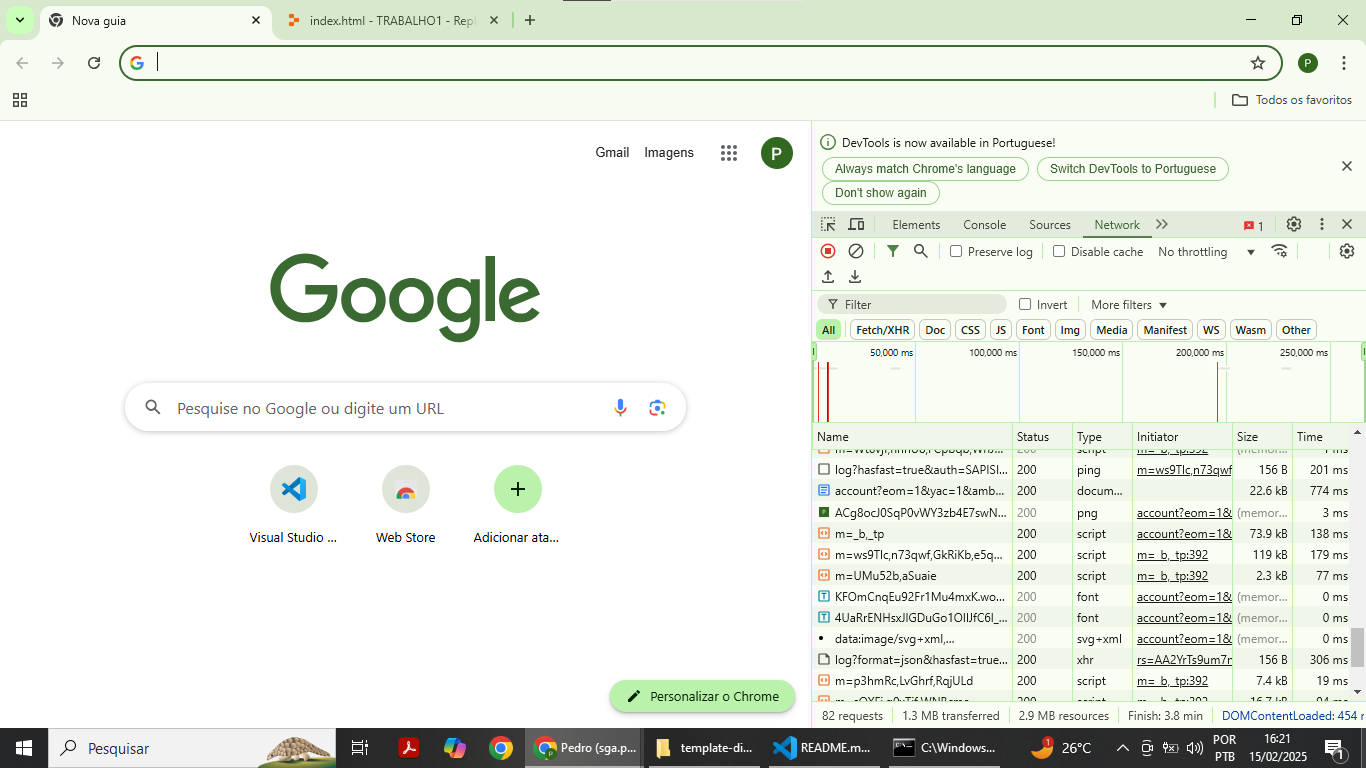 Nova guia
index.html - TRABALHO1 - Repl
P
Todos os favoritos
Gmail Imagens P
Google
Pesquise no Google ou digite um URL
Visual Studio ... Web Store Adicionar ata...
Personalizar o Chrome
DevTools is now available in Portuguese!
Always match Chrome's language Switch DevTools to Portuguese
Don't show again
Elements Console Sources Network 1
Preserve log Disable cache No throttling
Filter Invert More filters
All Fetch/XHR Doc CSS JS Font Img Media Manifest WS Wasm Other
50,000 ms 100,000 ms 150,000 ms 200,000 ms 250,000 ms
Name Status Type Initiator Size Time
log?hasfast=true&auth=SAPISI... 200 ping m=ws9Tlc,n73qwf 156 B 201 ms
account?eom=1&yac=1&amb... 200 docum... 22.6 kB 774 ms
ACg8ocJ0SqP0vWY3zb4E7swN... 200 png account?eom=1& (memor... 3 ms
m=_b,_tp 200 script account?eom=1& 73.9 kB 138 ms
m=ws9Tlc,n73qwf,GkRiKb,e5q... 200 script m=_b,_tp:392 119 kB 179 ms
m=UMu52b,aSuaie 200 script m=_b,_tp:392 2.3 kB 77 ms
KFOmCnqEu92Fr1Mu4mxK.wo... 200 font account?eom=1& (memor... 0 ms
4UaRrENHsxJlGDuGo1OIlJfC6l_... 200 font account?eom=1& (memor... 0 ms
data:image/svg+xml,... 200 svg+xml account?eom=1& (memor... 0 ms
log?format=json&hasfast=true... 200 xhr rs=AA2YrTs9um7r 156 B 306 ms
m=p3hmRc,LvGhrf,RqjULd 200 script m=_b,_tp:392 7.4 kB 19 ms
82 requests 1.3 MB transferred 2.9 MB resources Finish: 3.8 min DOMContentLoaded: 454 r
Pesquisar
Pedro (sga.p...
template-di...
README.m...
C:\Windows...
26°C
POR
PTB
16:21
15/02/2025
1